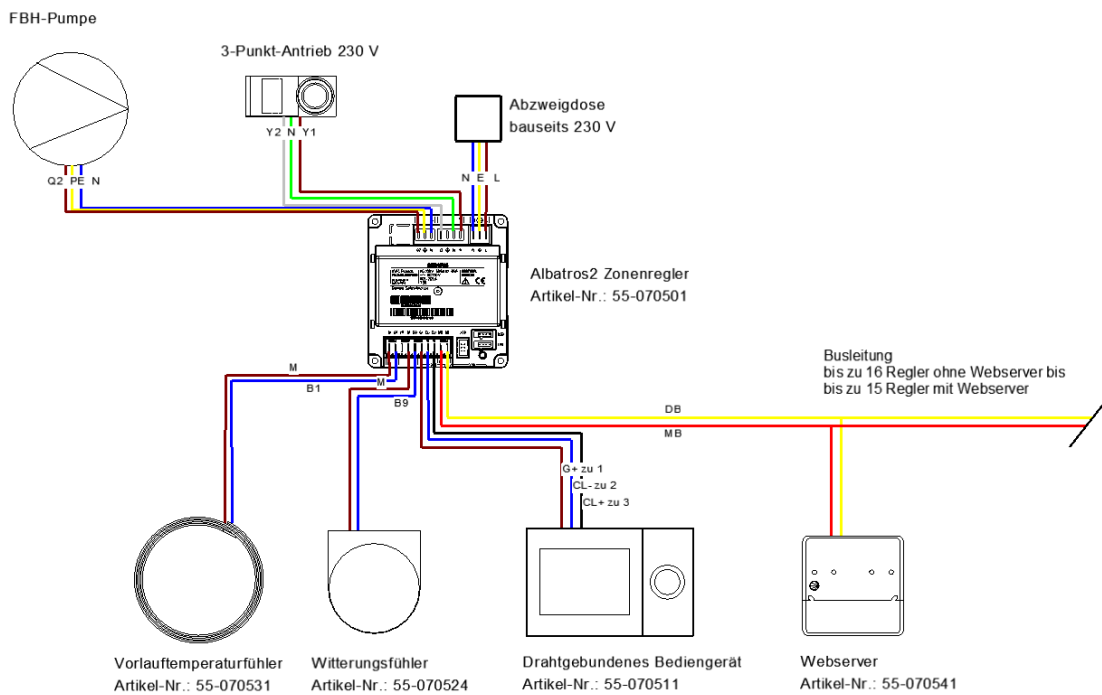 FBH-Pumpe
3-Punkt-Antrieb 230 V
Abzweigdose
bauseits 230 V
Y2 N Y1
Q2 PE N
N E L
Albatros2 Zonenregler
Artikel-Nr.: 55-070501
Busleitung
bis zu 16 Regler ohne Webserver bis
bis zu 15 Regler mit Webserver
M
B1
M
B9
DB
MB
G+ zu 1
CL- zu 2
CL+ zu 3
Vorlauftemperaturfühler
Artikel-Nr.: 55-070531
Witterungsfühler
Artikel-Nr.: 55-070524
Drahtgebundenes Bediengerät
Artikel-Nr.: 55-070511
Webserver
Artikel-Nr.: 55-070541